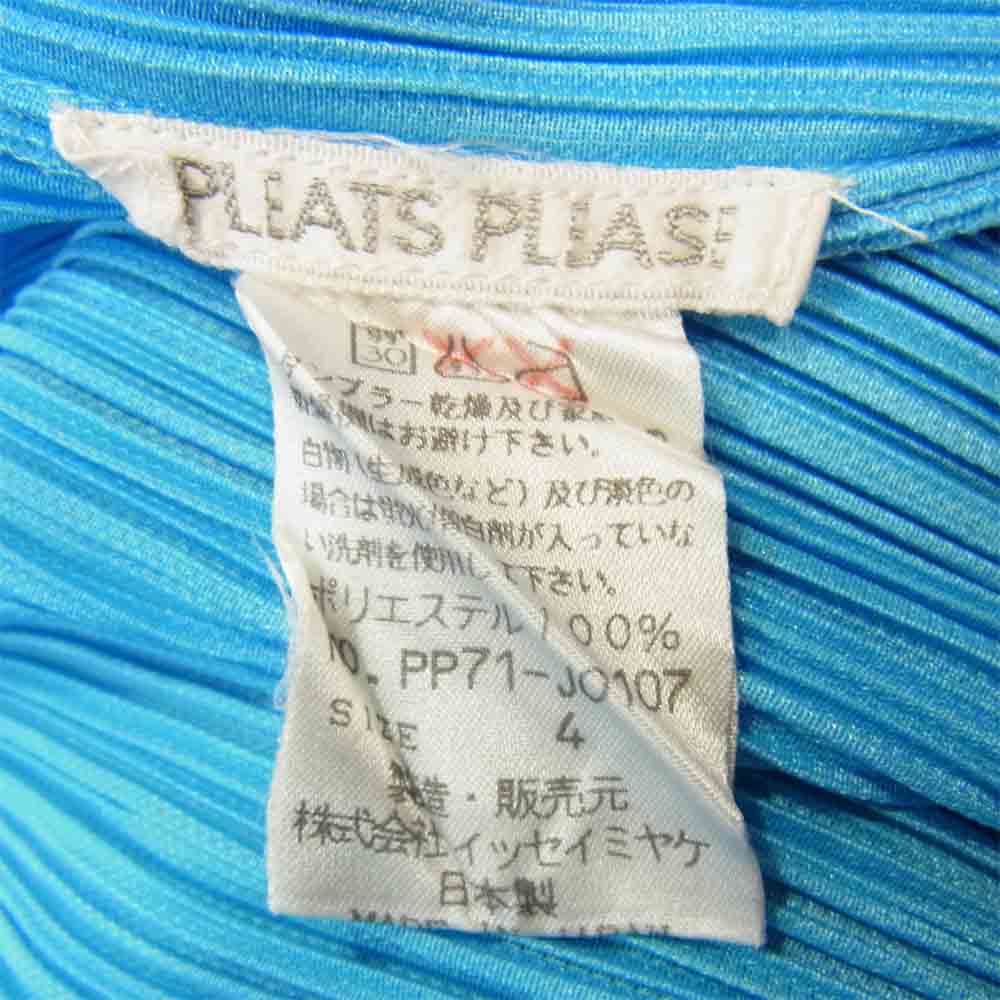 PLEATS PLEASE
30
タンブラー乾燥及び
はお避け下さい。
白物(生成色など)及び淡色の
場合は蛍光増白剤が入っていな
い洗剤を使用して下さい。
ポリエステル100%
NO. PP71-JO107
SIZE 4
製造・販売元
株式会社イッセイミヤケ
日本製
MADE IN JAPAN